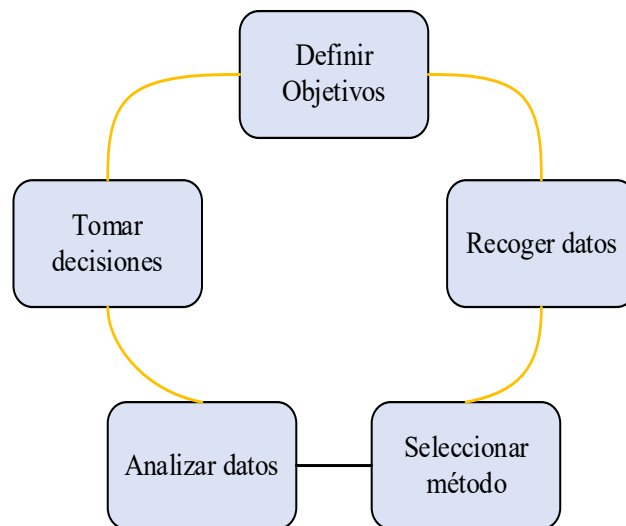 Definir
Objetivos
Tomar
decisiones
Recoger datos
Analizar datos
Seleccionar
método